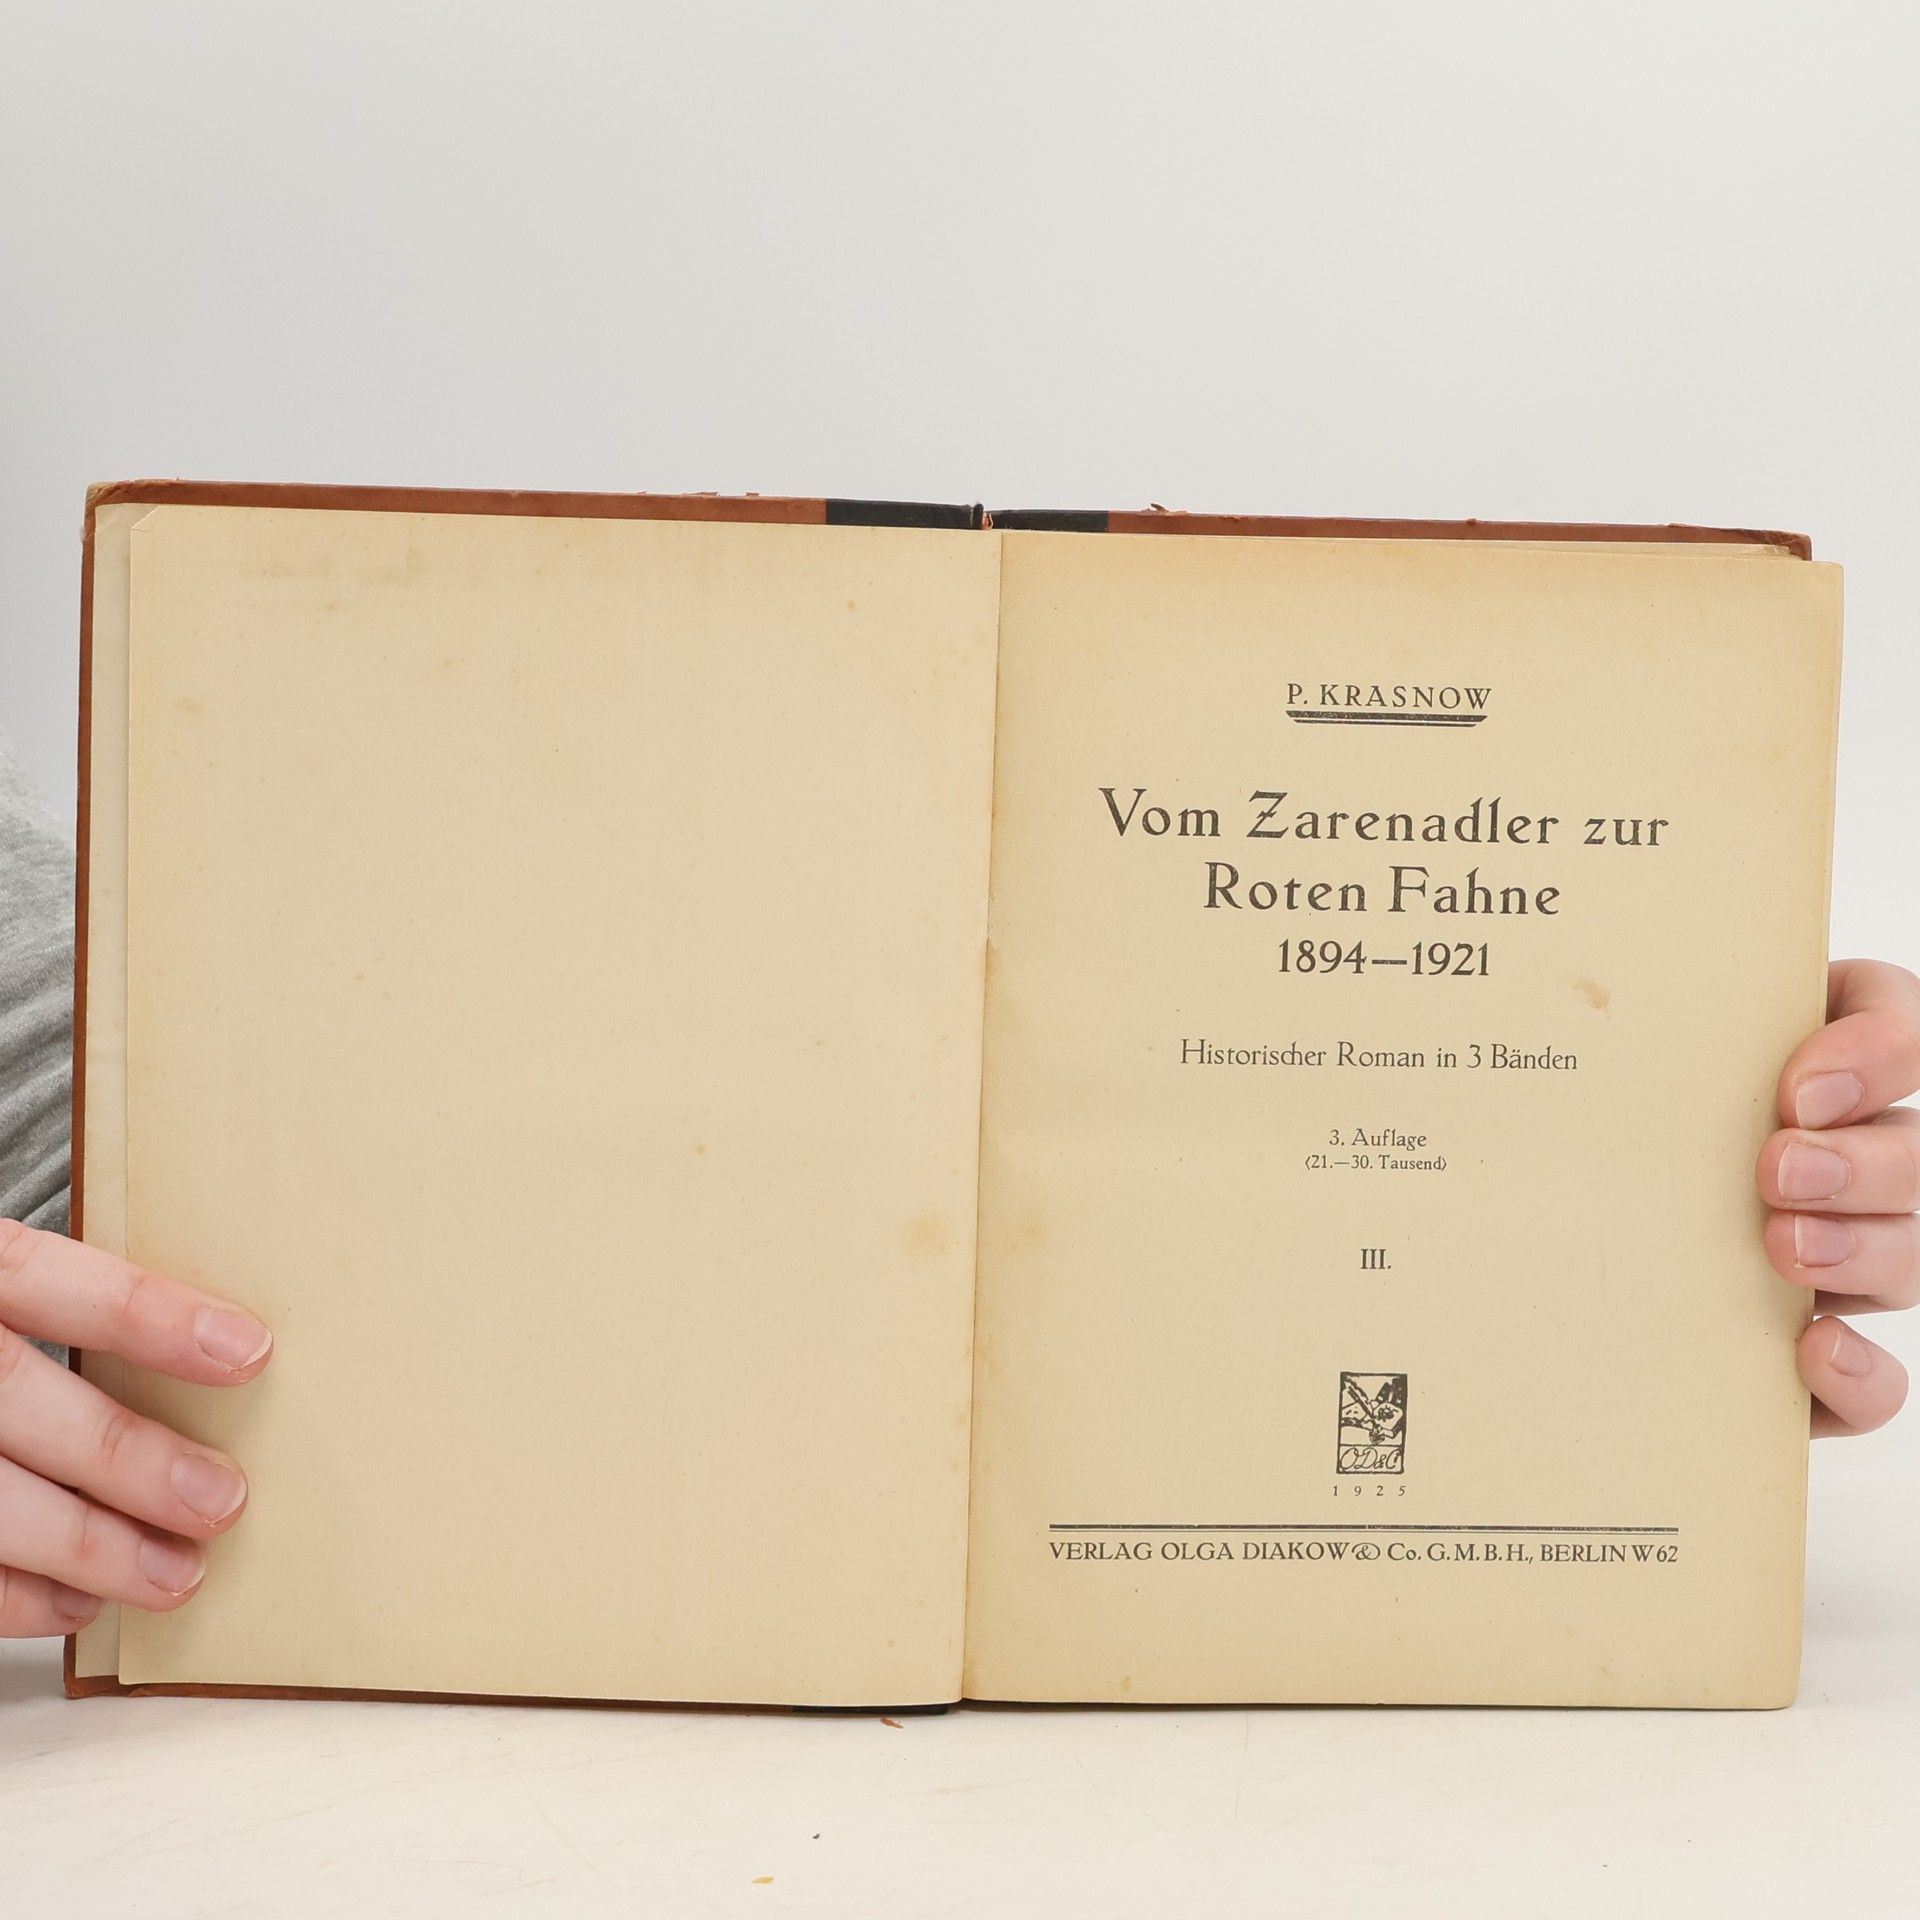 P. KRASNOW
Vom Zarenadler zur
Roten Fahne
1894—1921
Historischer Roman in 3 Bänden
3. Auflage
(21.—30. Tausend)
III.
OD&C
1925
VERLAG OLGA DIAKOW & Co. G.M.B.H., BERLIN W 62